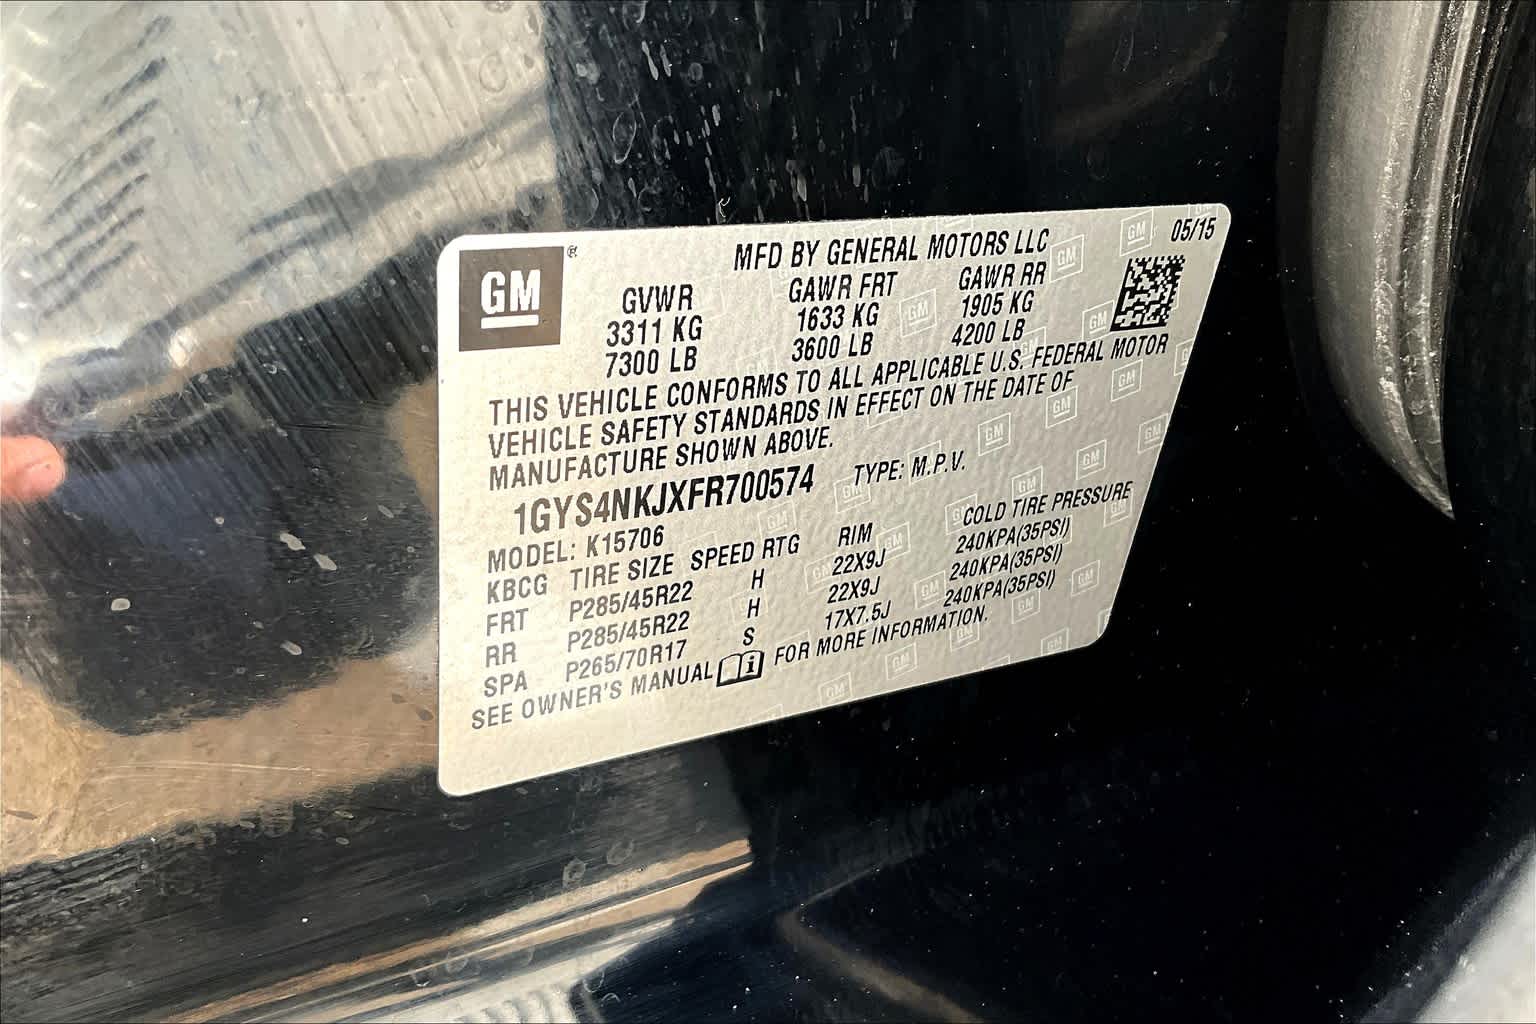 GM
MFD BY GENERAL MOTORS LLC 05/15
GVWR GAWR FRT GAWR RR
3311 KG 1633 KG 1905 KG
7300 LB 3600 LB 4200 LB
THIS VEHICLE CONFORMS TO ALL APPLICABLE U.S. FEDERAL MOTOR
VEHICLE SAFETY STANDARDS IN EFFECT ON THE DATE OF
MANUFACTURE SHOWN ABOVE.
1GYS4NKJXFR700574 TYPE: M.P.V.
MODEL: K15706
KBCG TIRE SIZE SPEED RTG RIM COLD TIRE PRESSURE
FRT P285/45R22 H 22X9J 240KPA(35PSI)
RR P285/45R22 H 22X9J 240KPA(35PSI)
SPA P265/70R17 S 17X7.5J 240KPA(35PSI)
SEE OWNER'S MANUAL FOR MORE INFORMATION.